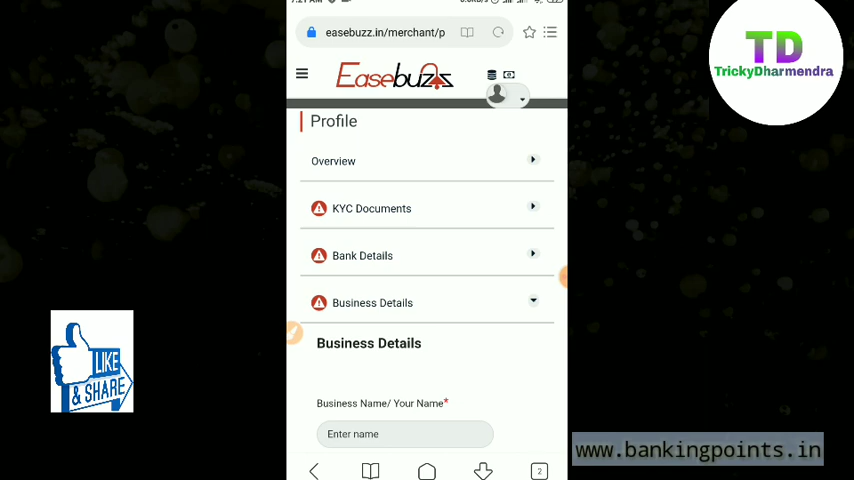 easebuzz.in/merchant/p
TD
TrickyDharmendra
Easebuzz
Profile
Overview
KYC Documents
Bank Details
Business Details
Business Details
LIKE
& SHARE
Business Name/ Your Name*
Enter name
www.bankingpoints.in
2